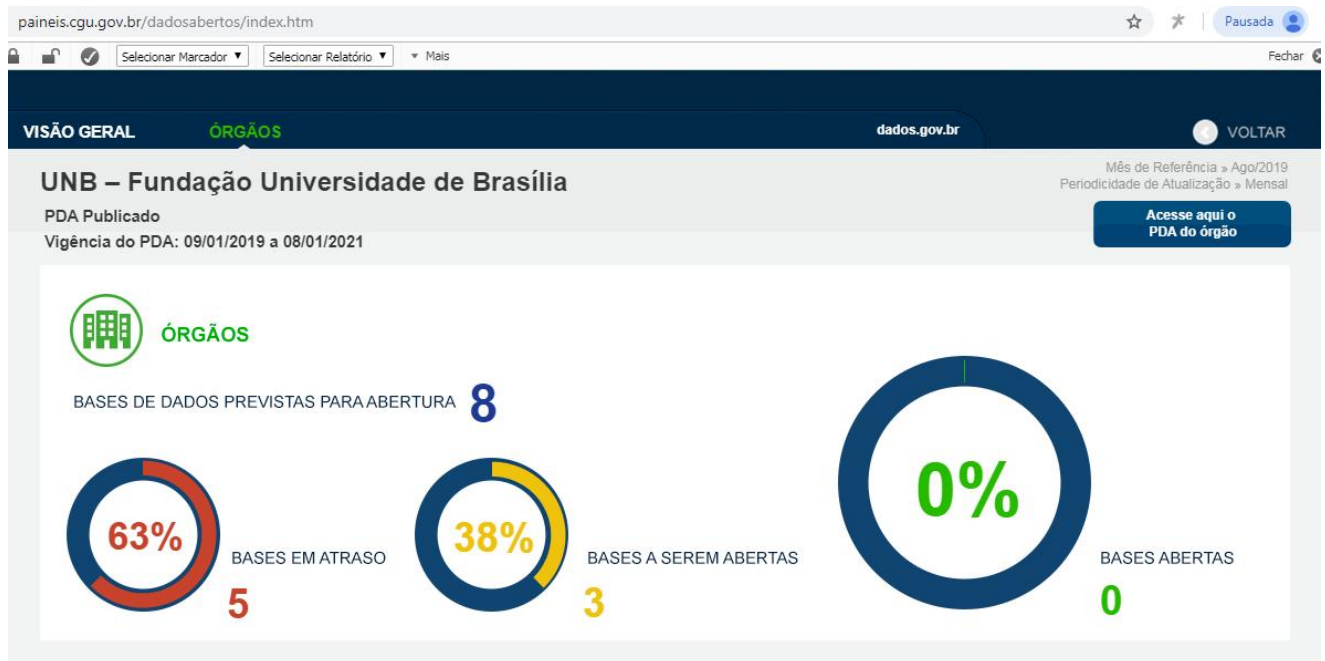 paineis.cgu.gov.br/dadosabertos/index.htm
Pausada
Selecionar Marcador ▼ Selecionar Relatório ▼ ▾ Mais
Fechar
VISÃO GERAL ÓRGÃOS dados.gov.br VOLTAR
Mês de Referência » Ago/2019
Periodicidade de Atualização » Mensal
UNB – Fundação Universidade de Brasília
PDA Publicado
Vigência do PDA: 09/01/2019 a 08/01/2021
Acesse aqui o
PDA do órgão
ÓRGÃOS
BASES DE DADOS PREVISTAS PARA ABERTURA 8
63%
BASES EM ATRASO
5
38%
BASES A SEREM ABERTAS
3
0%
BASES ABERTAS
0